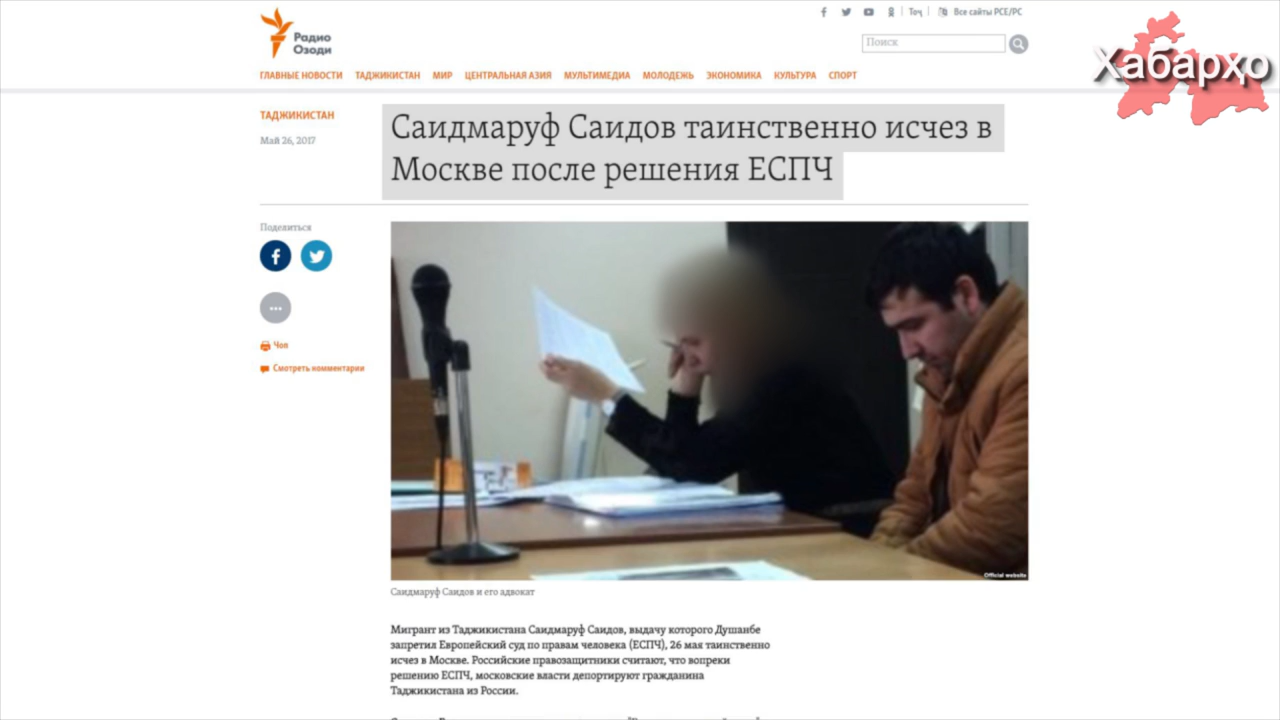 Точ
Все сайты РСЕ/РС
Радио
Озоди
Поиск
Хабарҳо
ГЛАВНЫЕ НОВОСТИ ТАДЖИКИСТАН МИР ЦЕНТРАЛЬНАЯ АЗИЯ МУЛЬТИМЕДИА МОЛОДЕЖЬ ЭКОНОМИКА КУЛЬТУРА СПОРТ
ТАДЖИКИСТАН
Май 26, 2017
Саидмаруф Саидов таинственно исчез в
Москве после решения ЕСПЧ
Поделиться
Чоп
Смотреть комментарии
Official website
Саидмаруф Саидов и его адвокат
Мигрант из Таджикистана Саидмаруф Саидов, выдачу которого Душанбе
запретил Европейский суд по правам человека (ЕСПЧ), 26 мая таинственно
исчез в Москве. Российские правозащитники считают, что вопреки
решению ЕСПЧ, московские власти депортируют гражданина
Таджикистана из России.